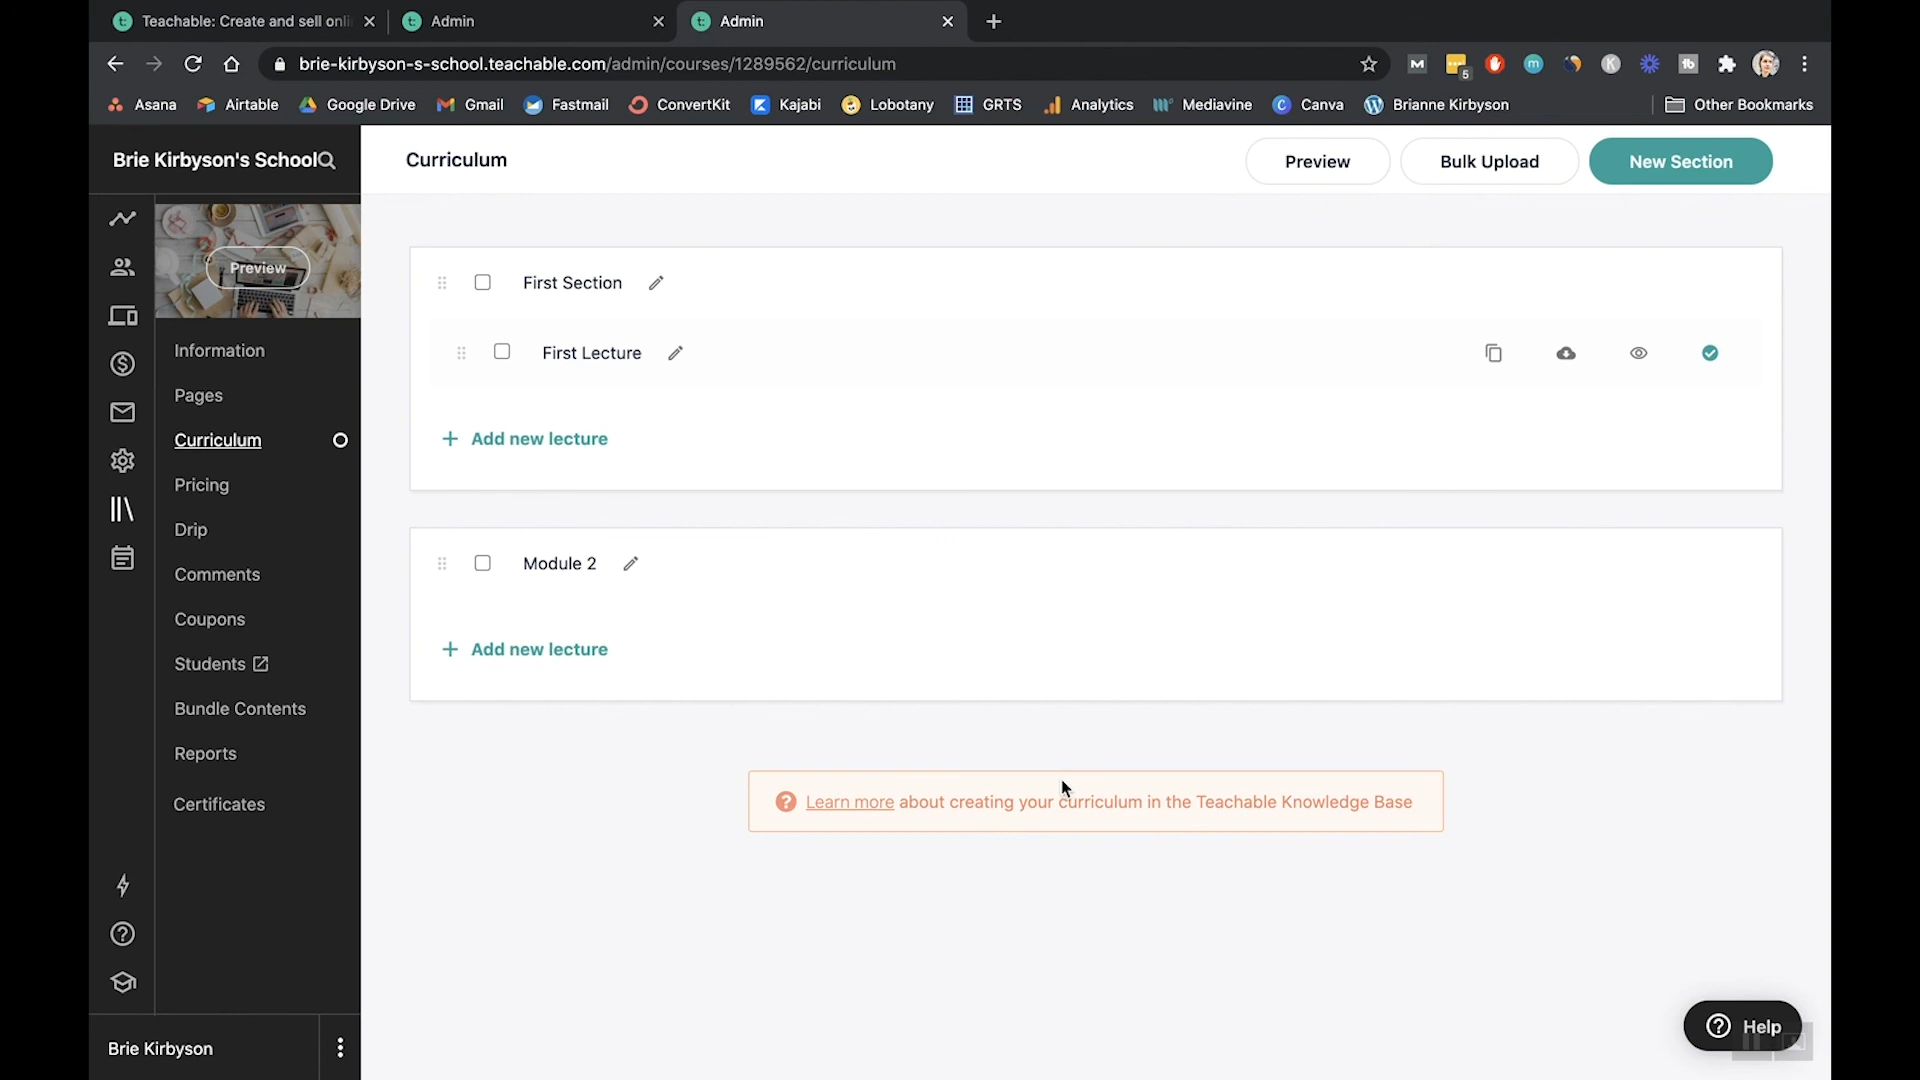 Teachable: Create and sell onli
Admin
Admin
brie-kirbyson-s-school.teachable.com/admin/courses/1289562/curriculum
5
Asana
Airtable
Google Drive
Gmail
Fastmail
ConvertKit
Kajabi
Lobotany
GRTS
Analytics
Mediavine
Canva
Brianne Kirbyson
Other Bookmarks
Brie Kirbyson's School
Curriculum
Preview
Bulk Upload
New Section
Preview
Information
Pages
Curriculum
Pricing
Drip
Comments
Coupons
Students
Bundle Contents
Reports
Certificates
Brie Kirbyson
First Section
First Lecture
+ Add new lecture
Module 2
+ Add new lecture
Learn more about creating your curriculum in the Teachable Knowledge Base
Help